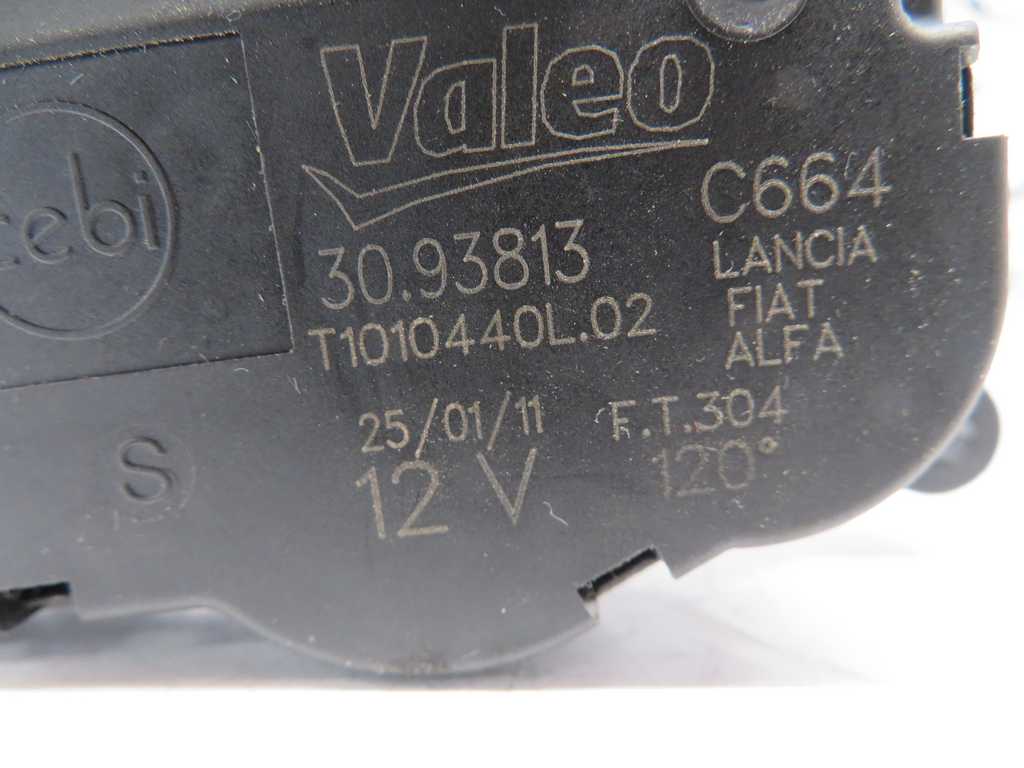 Valeo
cebi
C664
30.93813
LANCIA
T1010440L.02
FIAT
ALFA
25/01/11
F.T.304
12 V
120°
S